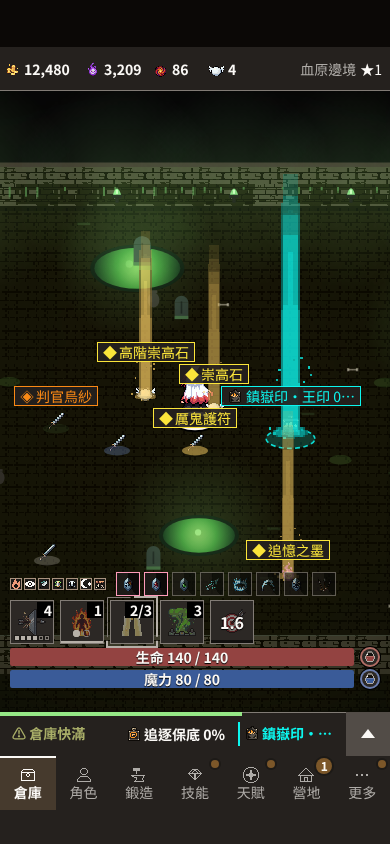 12,480 3,209 86 4 血原邊境 ★1
高階崇高石
崇高石
判官烏紗
鎮獄印・王印 0…
厲鬼護符
追憶之墨
4 1 2/3 3 1.6
生命 140 / 140
魔力 80 / 80
倉庫快滿 追逐保底 0% 鎮獄印・…
1
倉庫 角色 鍛造 技能 天賦 營地 更多